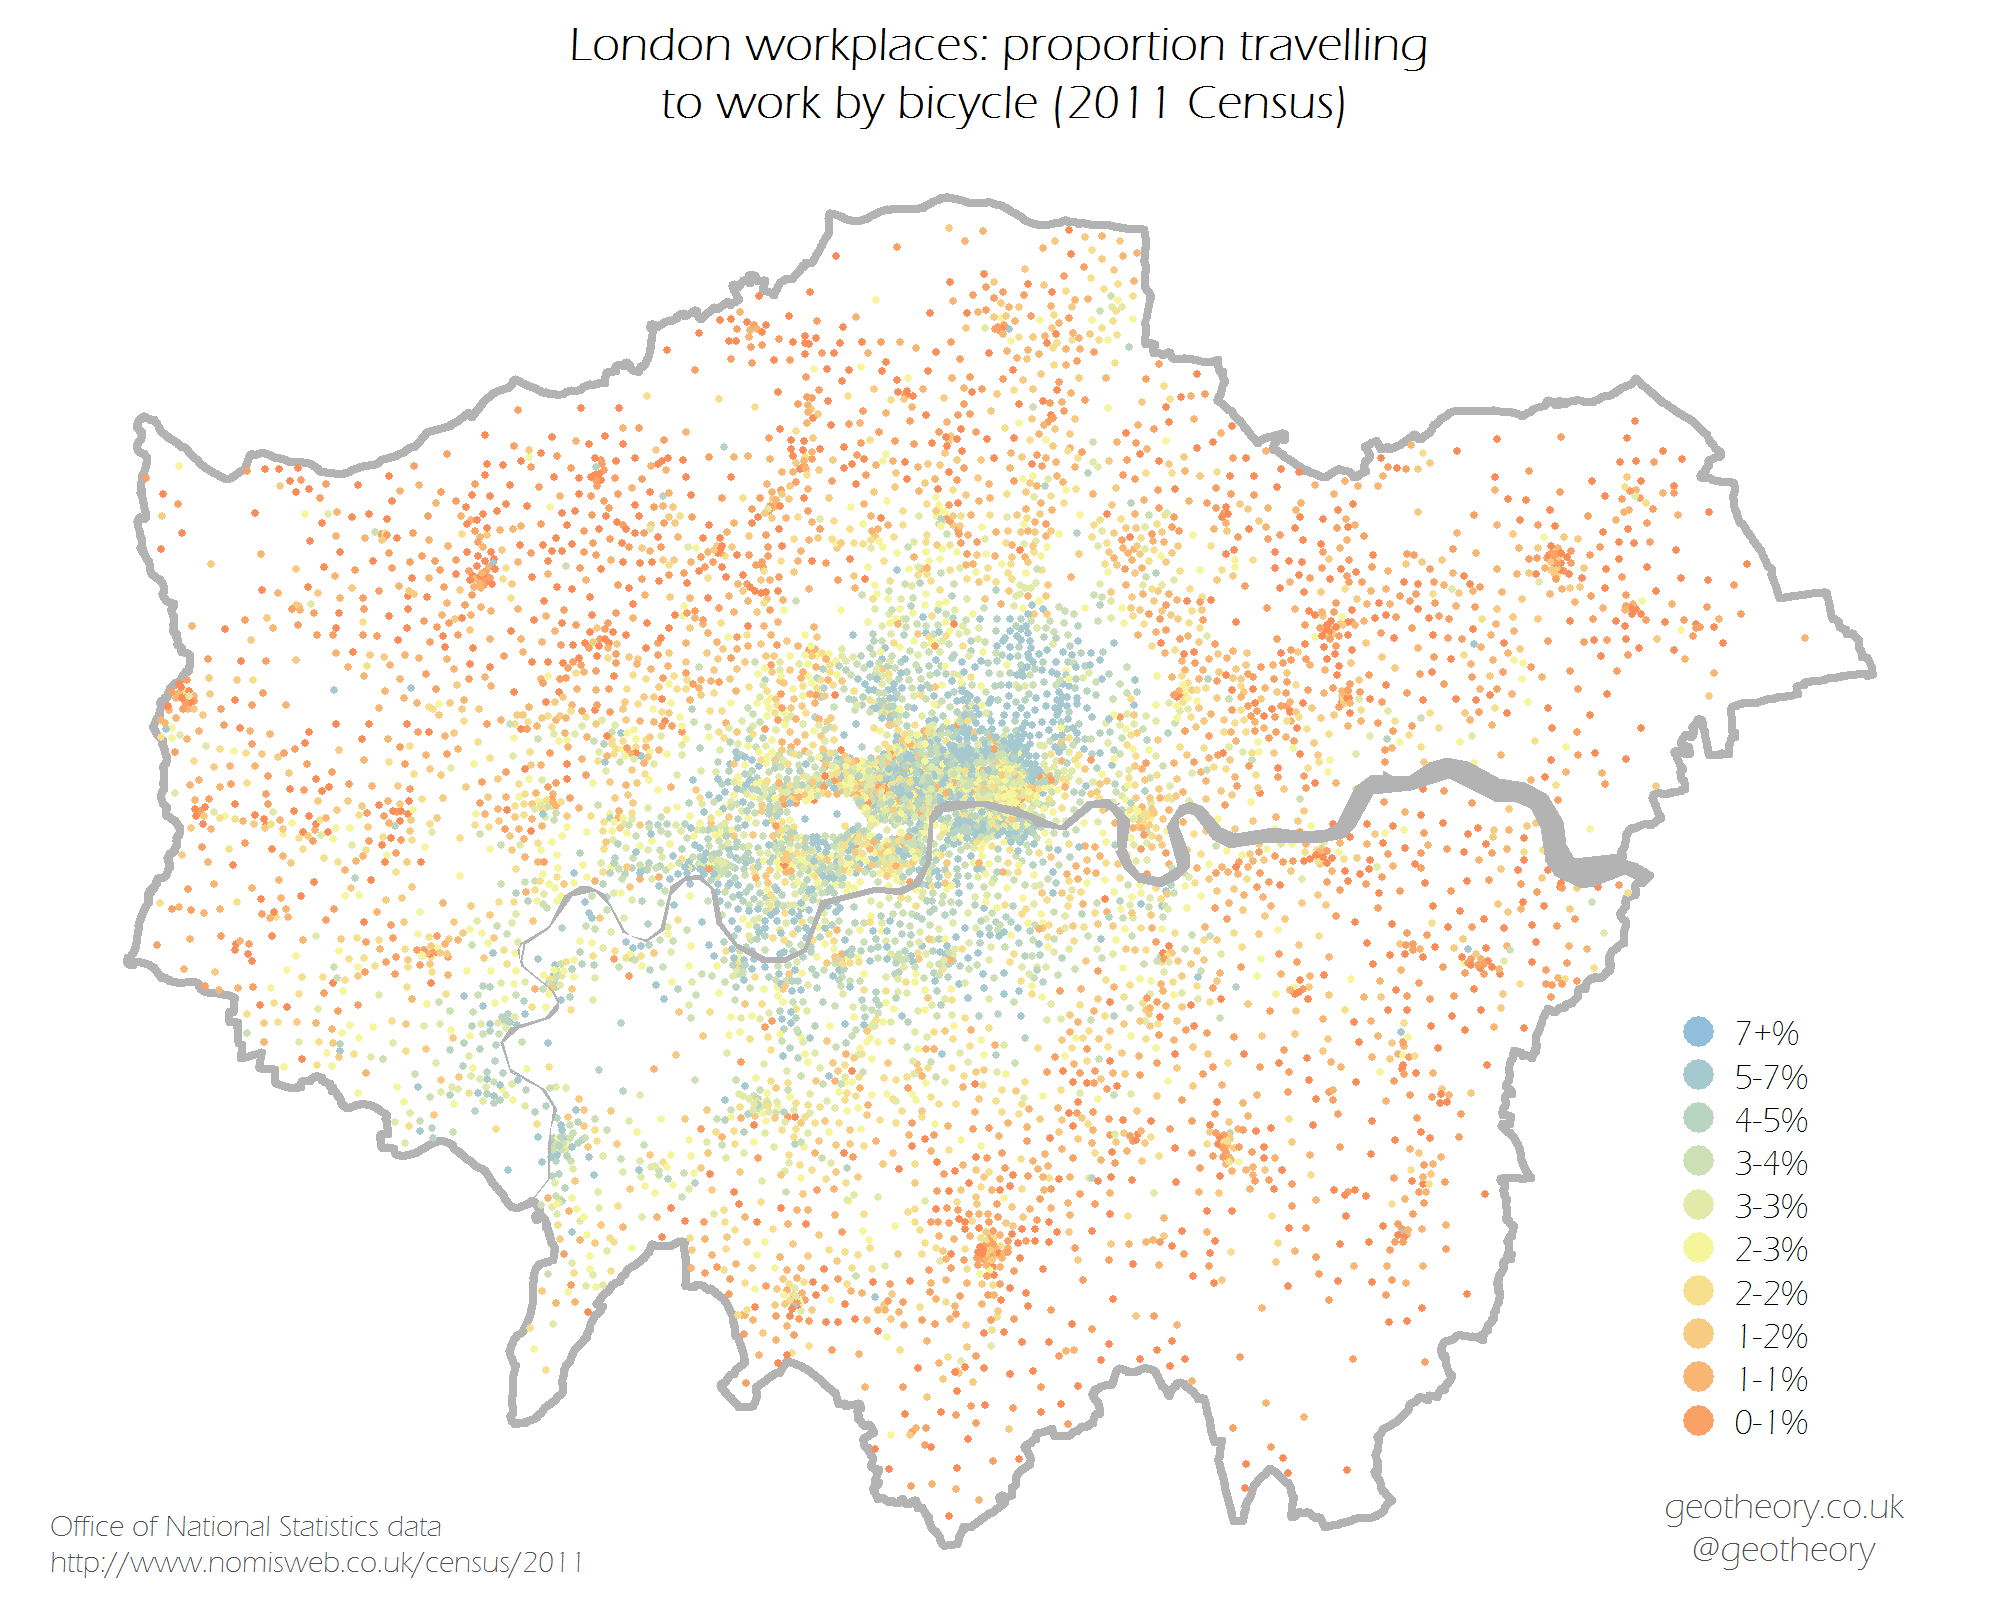 London workplaces: proportion travelling
to work by bicycle (2011 Census)
7+%
5-7%
4-5%
3-4%
3-3%
2-3%
2-2%
1-2%
1-1%
0-1%
Office of National Statistics data
http://www.nomisweb.co.uk/census/2011
geotheory.co.uk
@geotheory